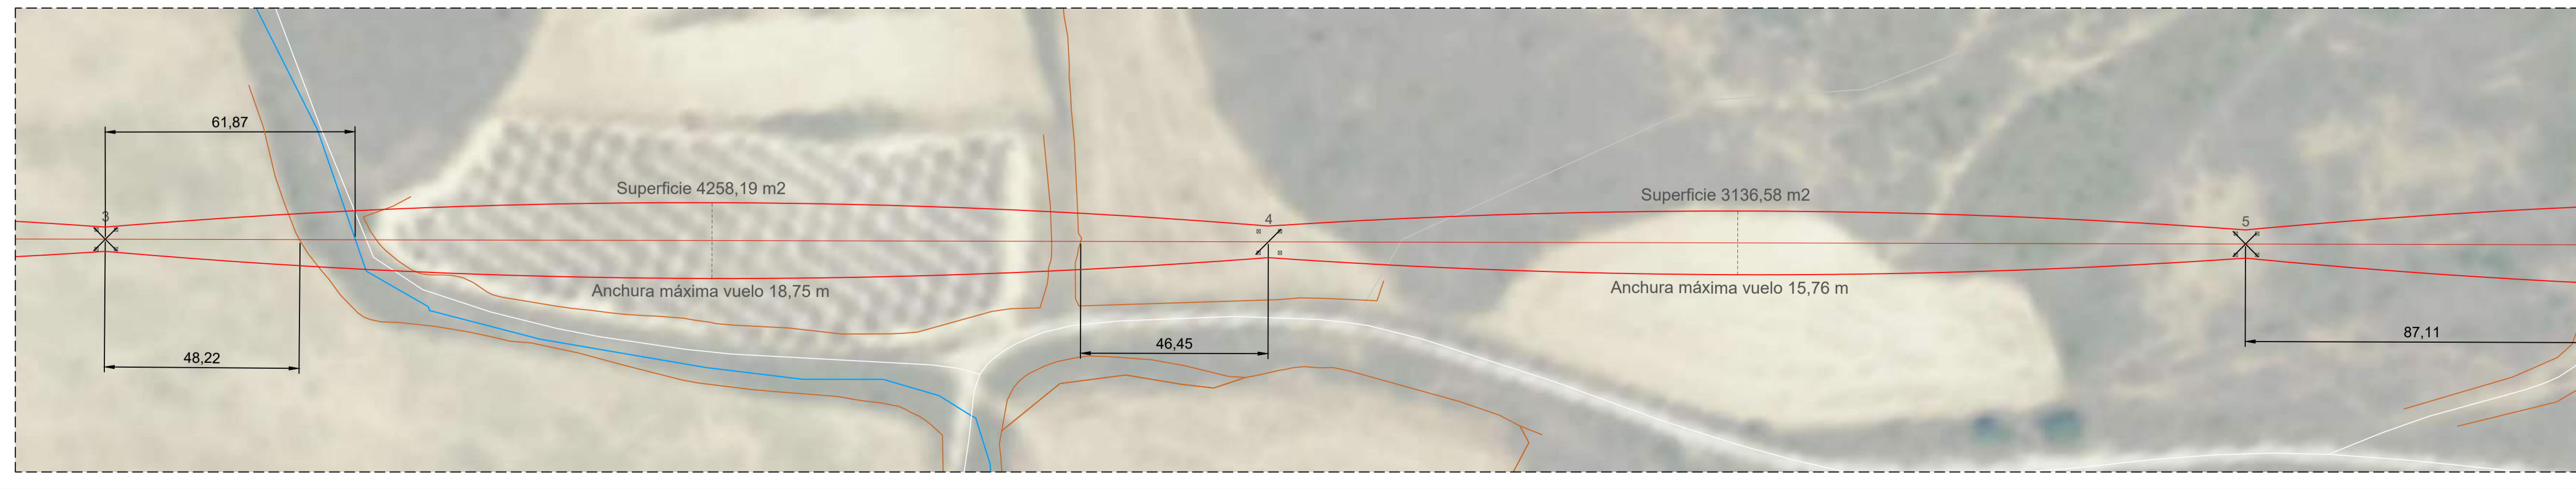 61,87
Superficie 4258,19 m2
Superficie 3136,58 m2
3
4
5
Anchura máxima vuelo 18,75 m
Anchura máxima vuelo 15,76 m
87,11
46,45
48,22